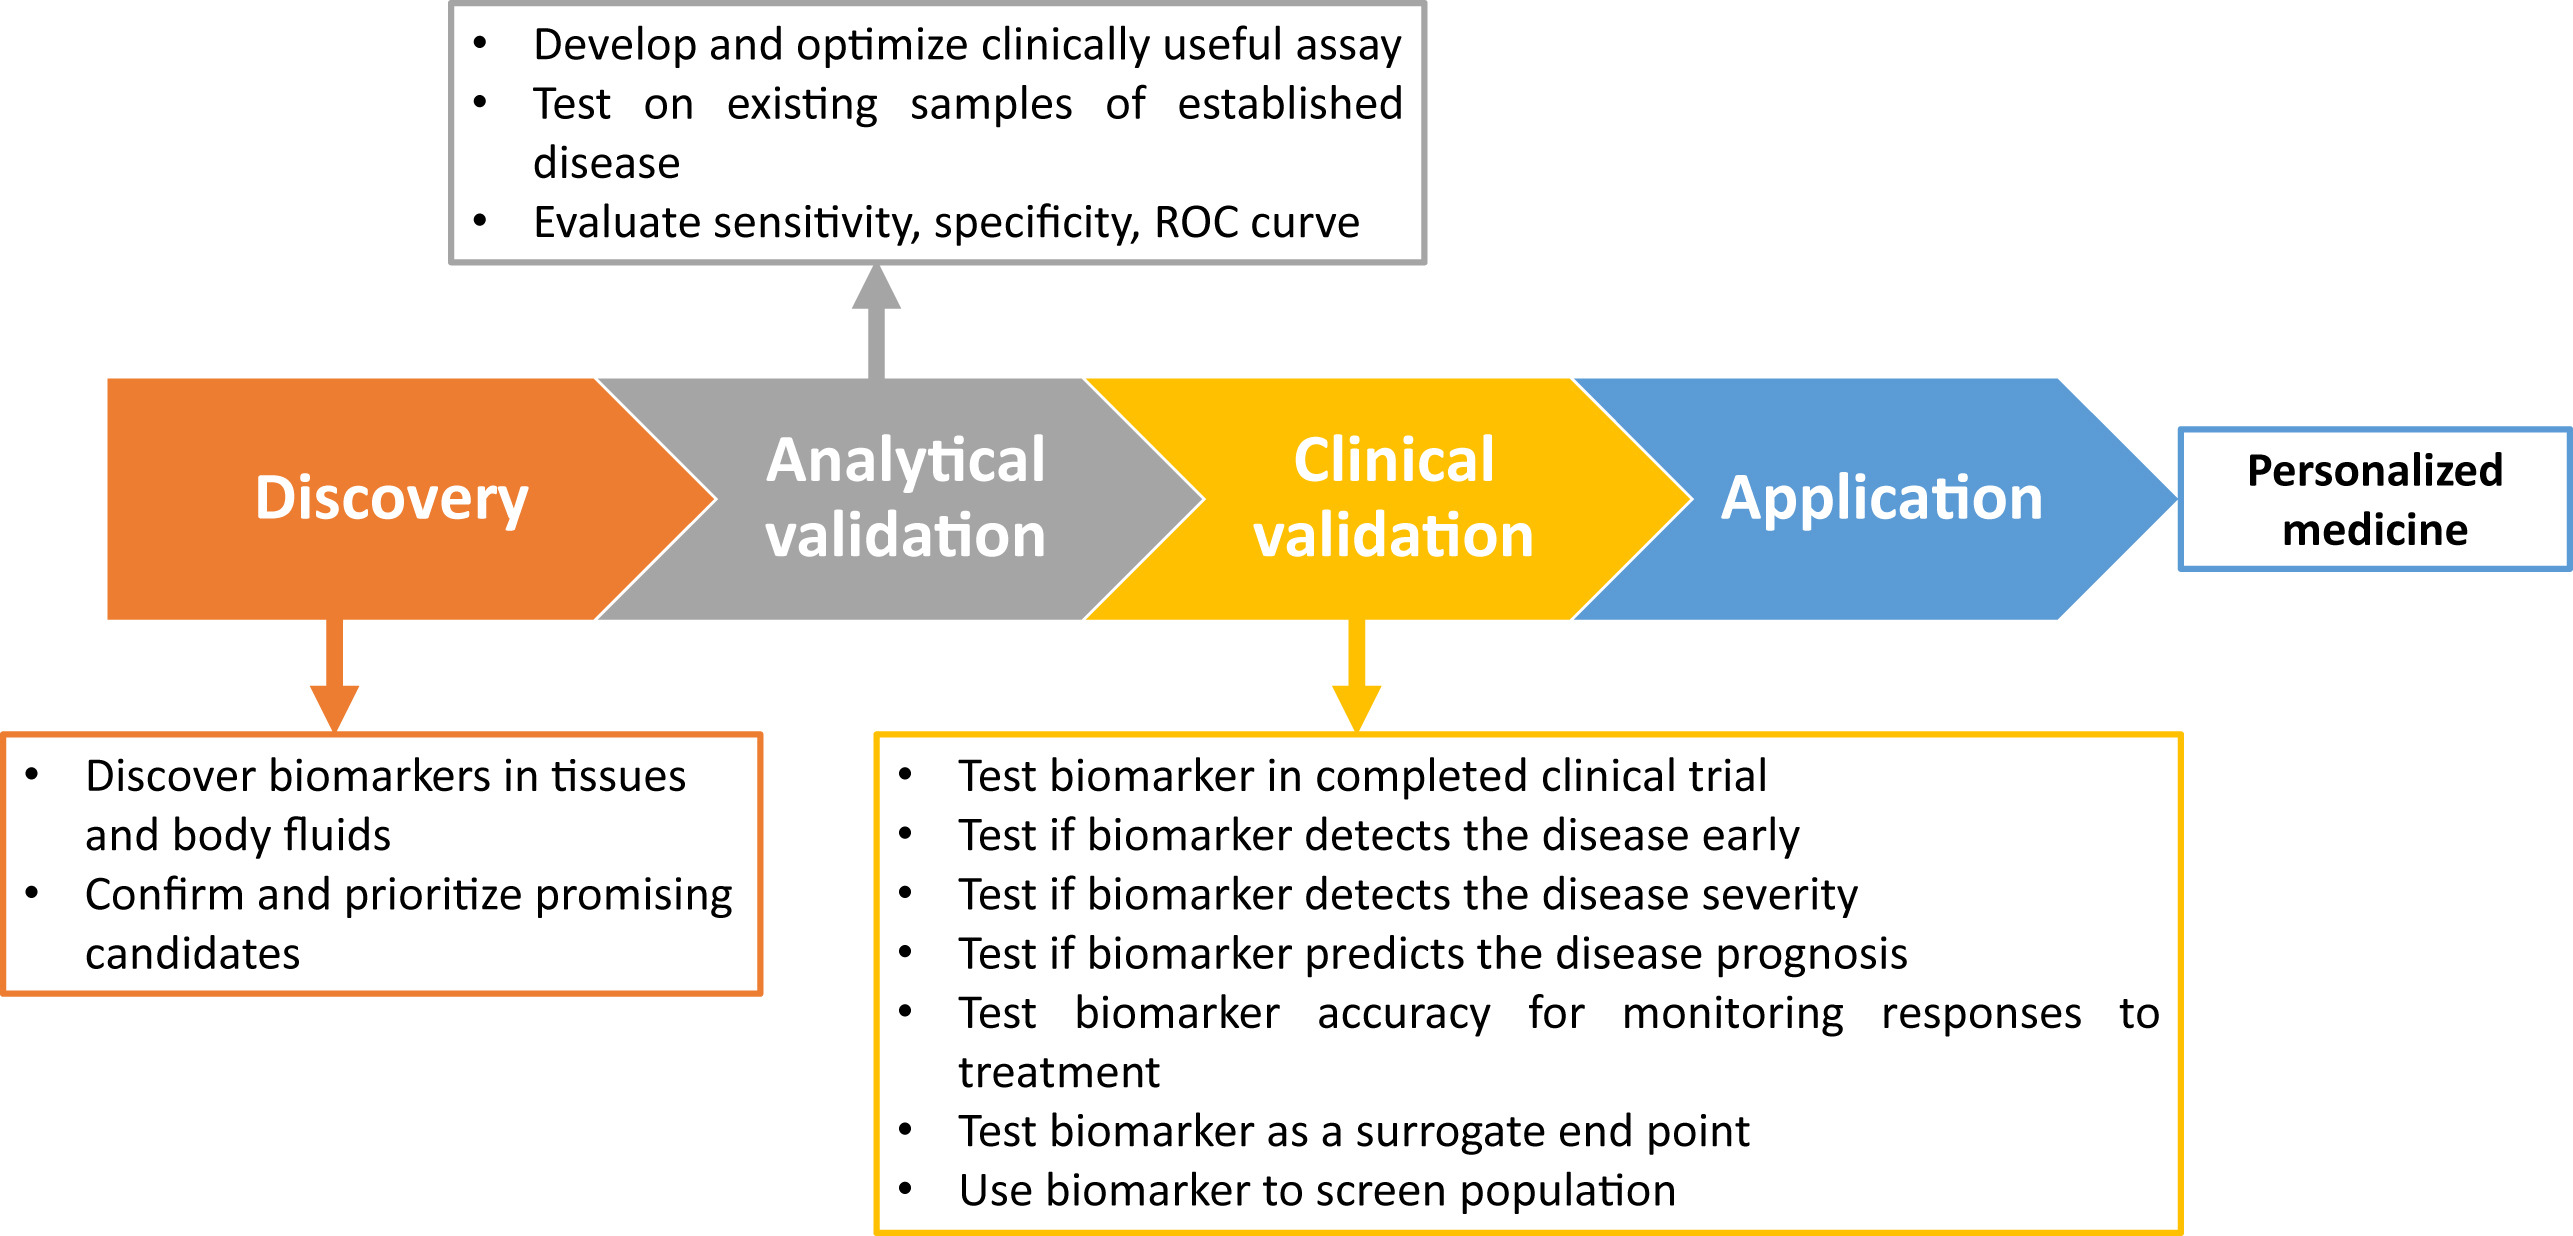 • Develop and optimize clinically useful assay
• Test on existing samples of established
disease
• Evaluate sensitivity, specificity, ROC curve
Discovery
Analytical
validation
Clinical
validation
Application
Personalized
medicine
• Discover biomarkers in tissues
and body fluids
• Confirm and prioritize promising
candidates
• Test biomarker in completed clinical trial
• Test if biomarker detects the disease early
• Test if biomarker detects the disease severity
• Test if biomarker predicts the disease prognosis
• Test biomarker accuracy for monitoring responses to
treatment
• Test biomarker as a surrogate end point
• Use biomarker to screen population